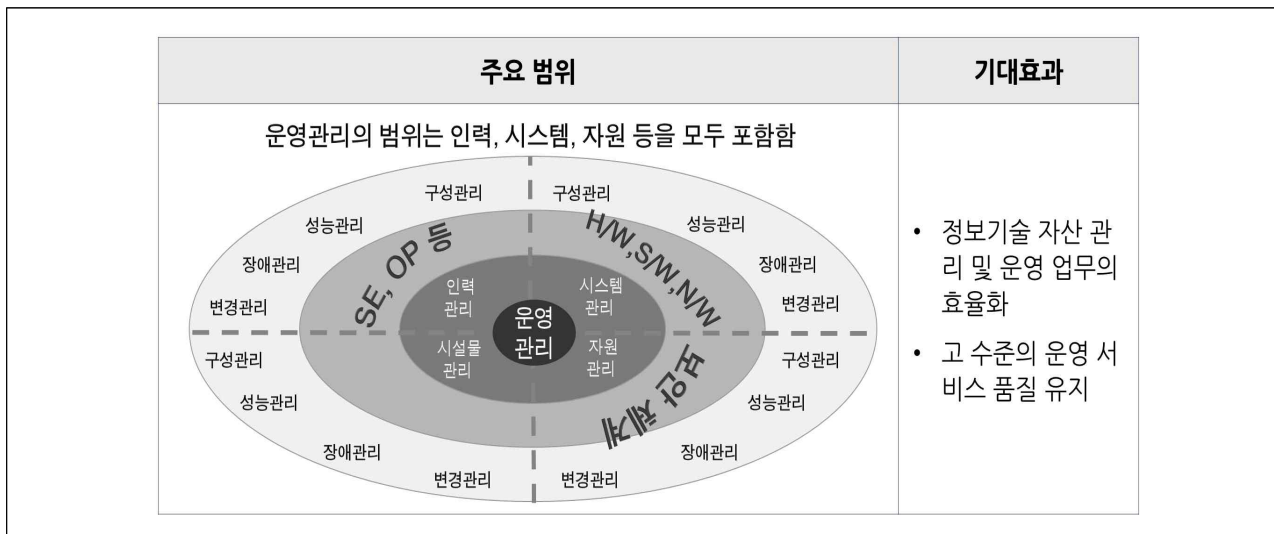 주요 범위
기대효과
운영관리의 범위는 인력, 시스템, 자원 등을 모두 포함함
구성관리
구성관리
성능관리
성능관리
장애관리
장애관리
변경관리
변경관리
SE, OP 등
H/W,S/W,N/W
인력
관리
시스템
관리
운영
관리
시설물
관리
자원
관리
보안 체계
구성관리
구성관리
성능관리
성능관리
장애관리
장애관리
변경관리
변경관리
• 정보기술 자산 관
리 및 운영 업무의
효율화
• 고 수준의 운영 서
비스 품질 유지